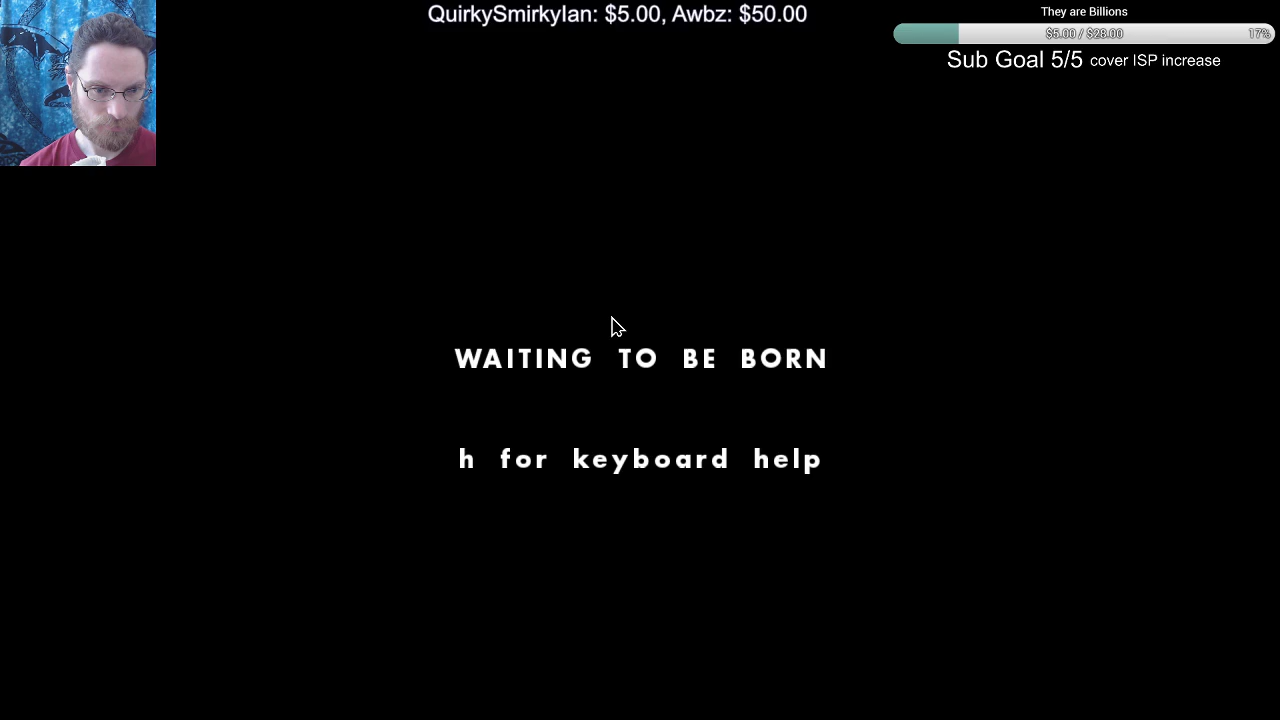 QuirkySmirkyIan: $5.00, Awbz: $50.00
They are Billions
$5.00 / $28.00 17%
Sub Goal 5/5 cover ISP increase
WAITING TO BE BORN
h for keyboard help